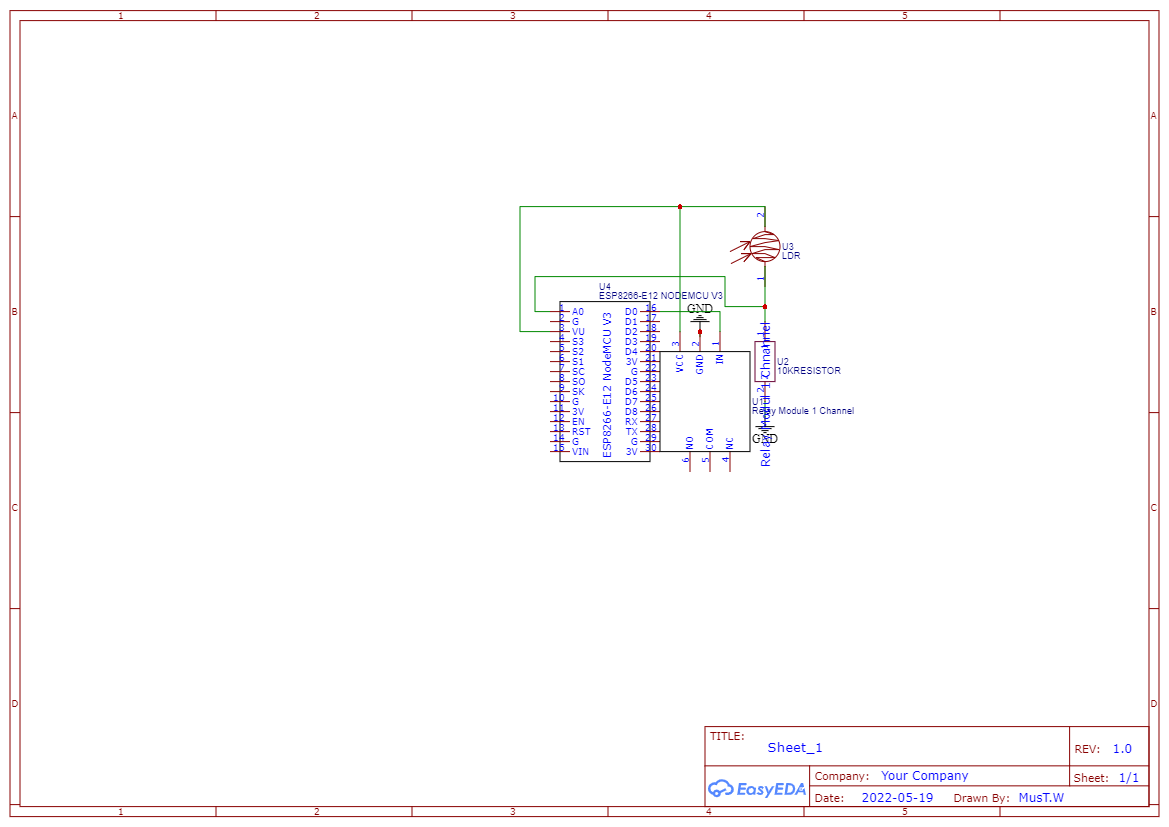 1 2 3 4 5
A A
2
U3
LDR
1
U4
ESP8266-E12 NODEMCU V3
B B
GND
1 A0
2 G
3 VU
4 S3
5 S2
6 S1
7 SC
8 SO
9 SK
10 G
11 3V
12 EN
13 RST
14 G
15 VIN
ESP8266-E12 NodeMCU V3
D0 16
D1 17
D2 18
D3 19
D4 20
3V 21
G 22
D5 23
D6 24
D7 25
D8 26
RX 27
TX 28
G 29
3V 30
3 2 1
VCC GND IN
NO COM NC
6 5 4
U2
10KRESISTOR
2
U1
Relay Module 1 Channel
Relay Modul 1 Chnannel
GND
C C
D D
TITLE:
Sheet_1
REV: 1.0
EasyEDA
Company: Your Company
Sheet: 1/1
Date: 2022-05-19 Drawn By: MusT.W
1 2 3 4 5